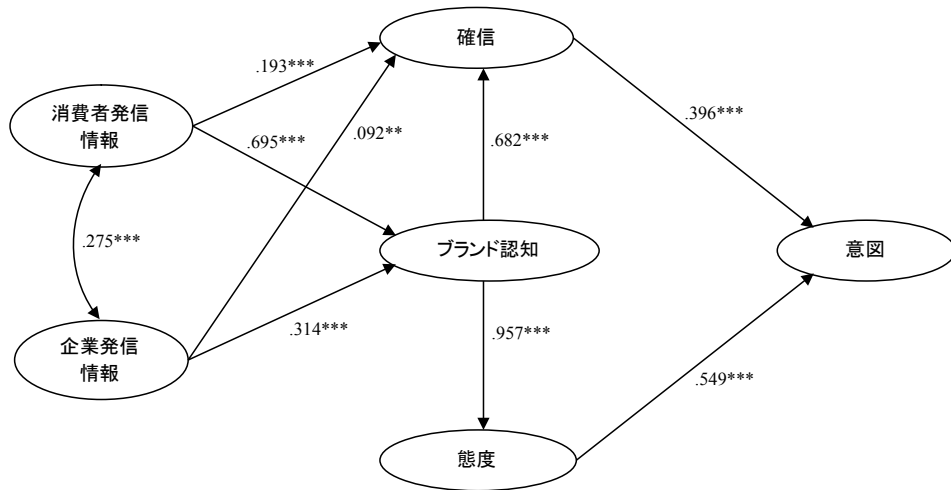 確信
.193***
消費者発信
情報
.092**
.396***
.695***
.682***
.275***
ブランド認知
意図
企業発信
情報
.314***
.957***
.549***
態度